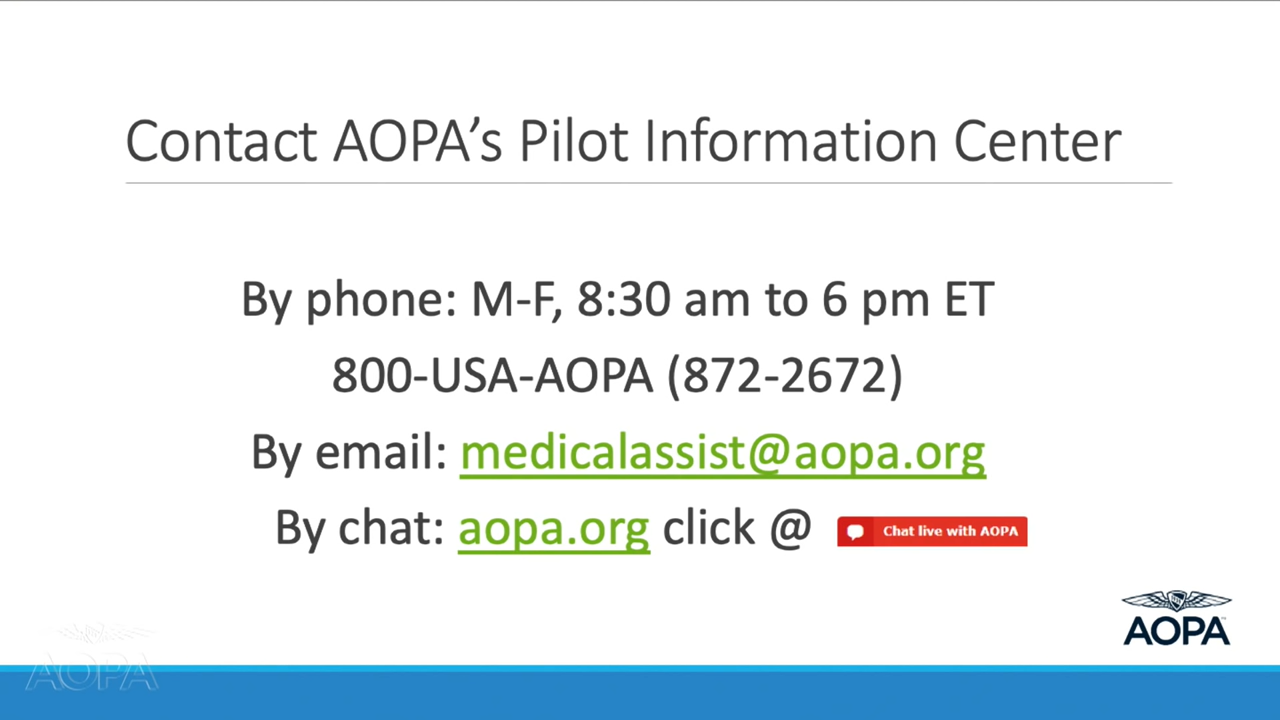 Contact AOPA’s Pilot Information Center
By phone: M-F, 8:30 am to 6 pm ET
800-USA-AOPA (872-2672)
By email: medicalassist@aopa.org
By chat: aopa.org click @ Chat live with AOPA
AOPA
AOPA